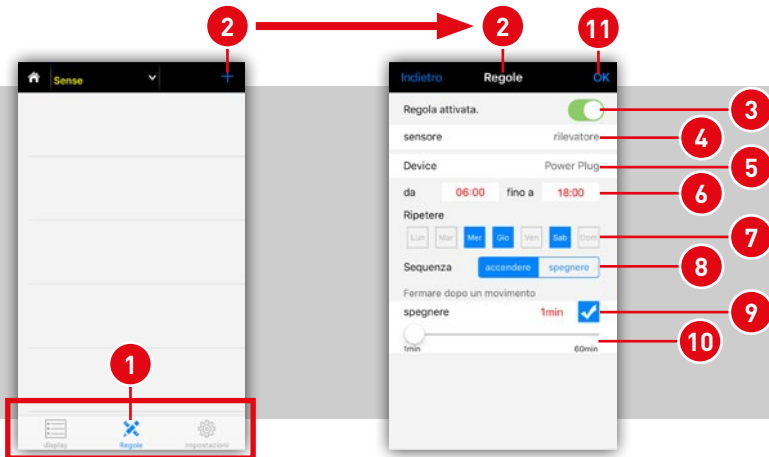 2
2
11
Sense
+
Indietro Regole OK
Regola attivata.
3
sensore rilevatore
4
Device Power Plug
5
da 06:00 fino a 18:00
6
Ripetere
Lun Mar Mer Gio Ven Sab Dom
7
Sequenza accendere spegnere
8
Fermare dopo un movimento
spegnere 1min
9
10
1min 60min
1
display Regole Impostazioni